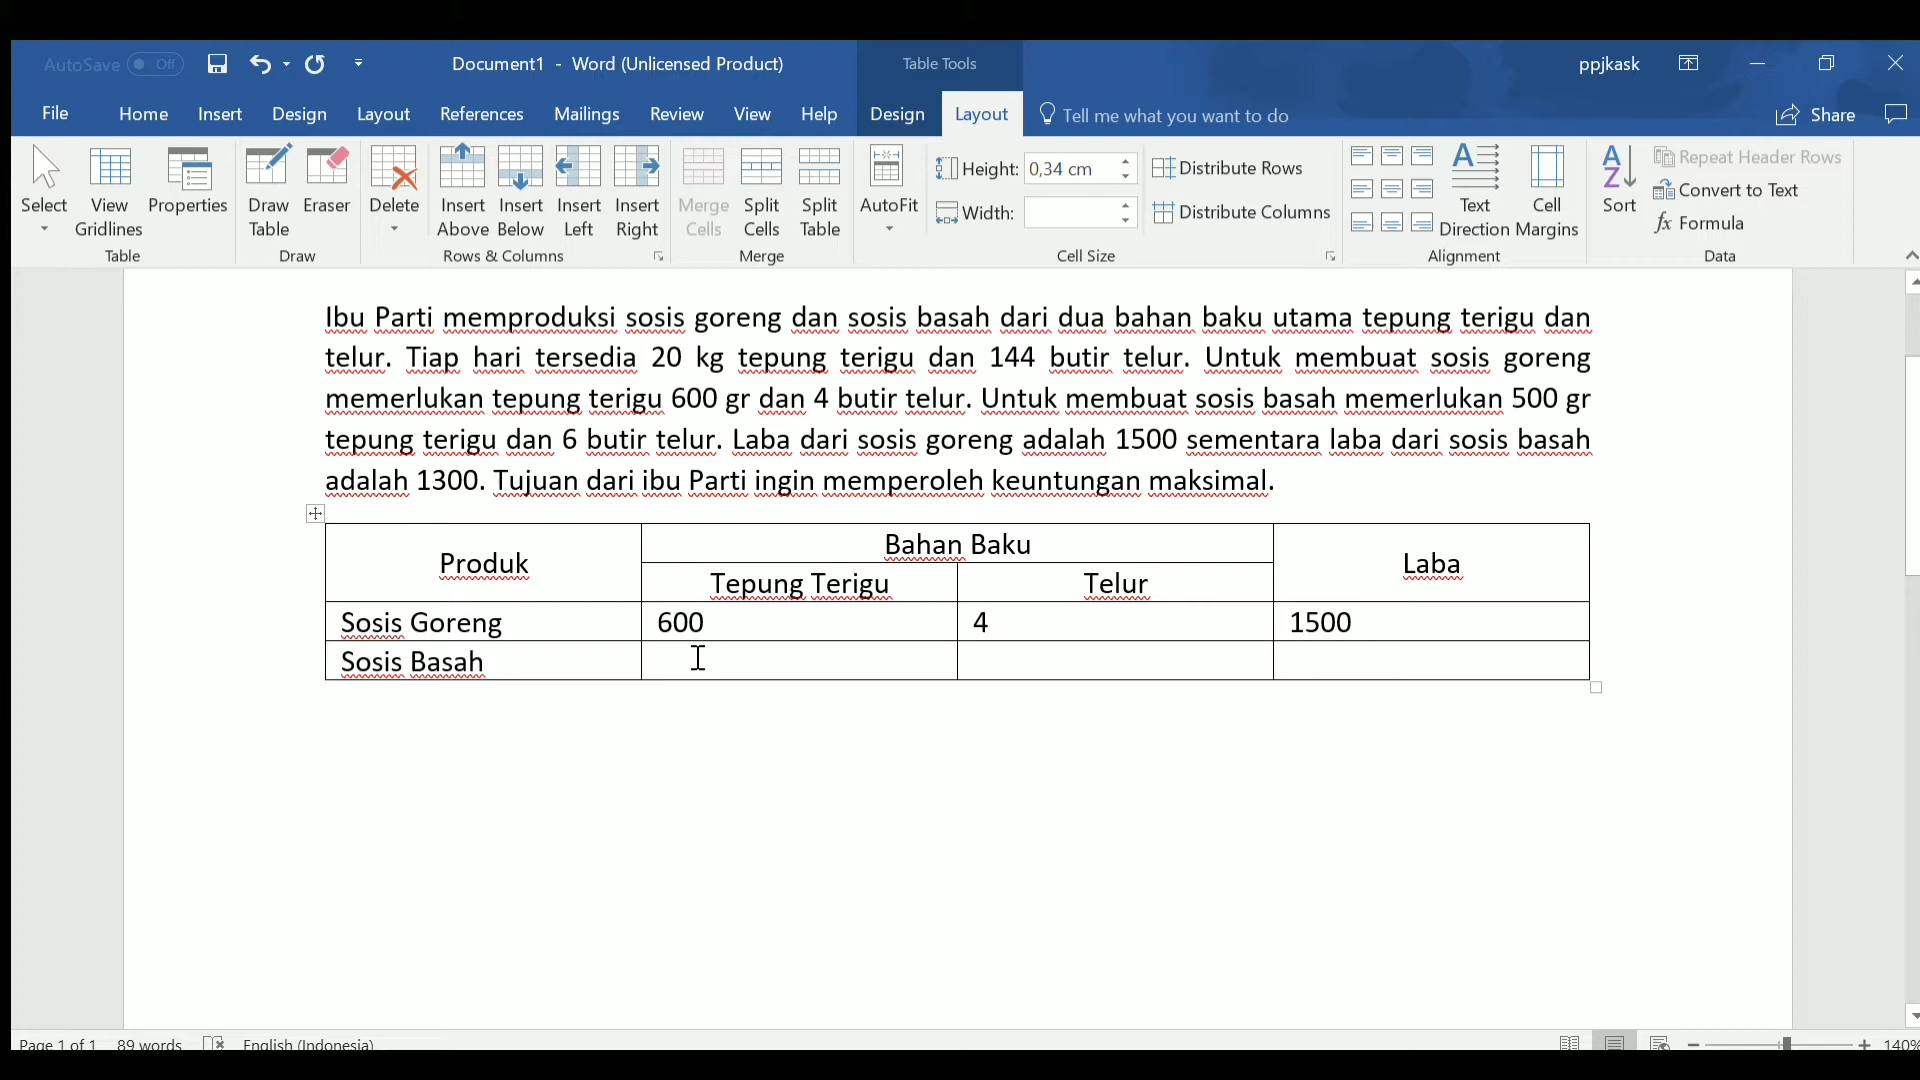 AutoSave Off Document1 - Word (Unlicensed Product) Table Tools ppjkask
File Home Insert Design Layout References Mailings Review View Help Design Layout Tell me what you want to do Share
Select View Gridlines Properties Draw Table Eraser Delete Insert Above Insert Below Insert Left Insert Right Merge Cells Split Cells Split Table AutoFit Height: 0,34 cm Width: Distribute Rows Distribute Columns Text Direction Cell Margins Sort Repeat Header Rows Convert to Text Formula
Table Draw Rows & Columns Merge Cell Size Alignment Data
Ibu Parti memproduksi sosis goreng dan sosis basah dari dua bahan baku utama tepung terigu dan
telur. Tiap hari tersedia 20 kg tepung terigu dan 144 butir telur. Untuk membuat sosis goreng
memerlukan tepung terigu 600 gr dan 4 butir telur. Untuk membuat sosis basah memerlukan 500 gr
tepung terigu dan 6 butir telur. Laba dari sosis goreng adalah 1500 sementara laba dari sosis basah
adalah 1300. Tujuan dari ibu Parti ingin memperoleh keuntungan maksimal.
Produk Bahan Baku Laba
Tepung Terigu Telur
Sosis Goreng 600 4 1500
Sosis Basah
Page 1 of 1 89 words English (Indonesia) 140%